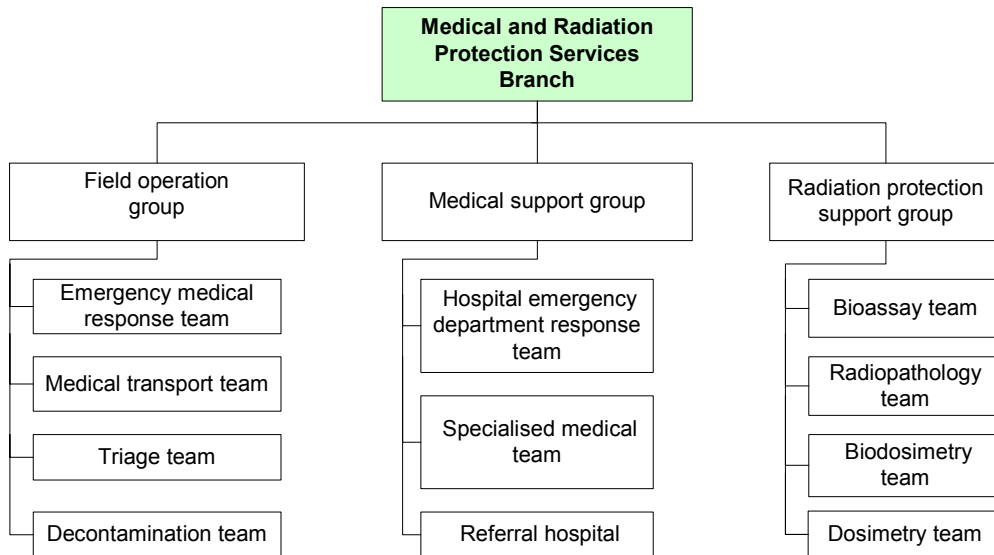 Medical and Radiation
Protection Services
Branch
Field operation
group
Medical support group
Radiation protection
support group
Emergency medical
response team
Medical transport team
Triage team
Decontamination team
Hospital emergency
department response
team
Specialised medical
team
Referral hospital
Bioassay team
Radiopathology
team
Biodosimetry
team
Dosimetry team